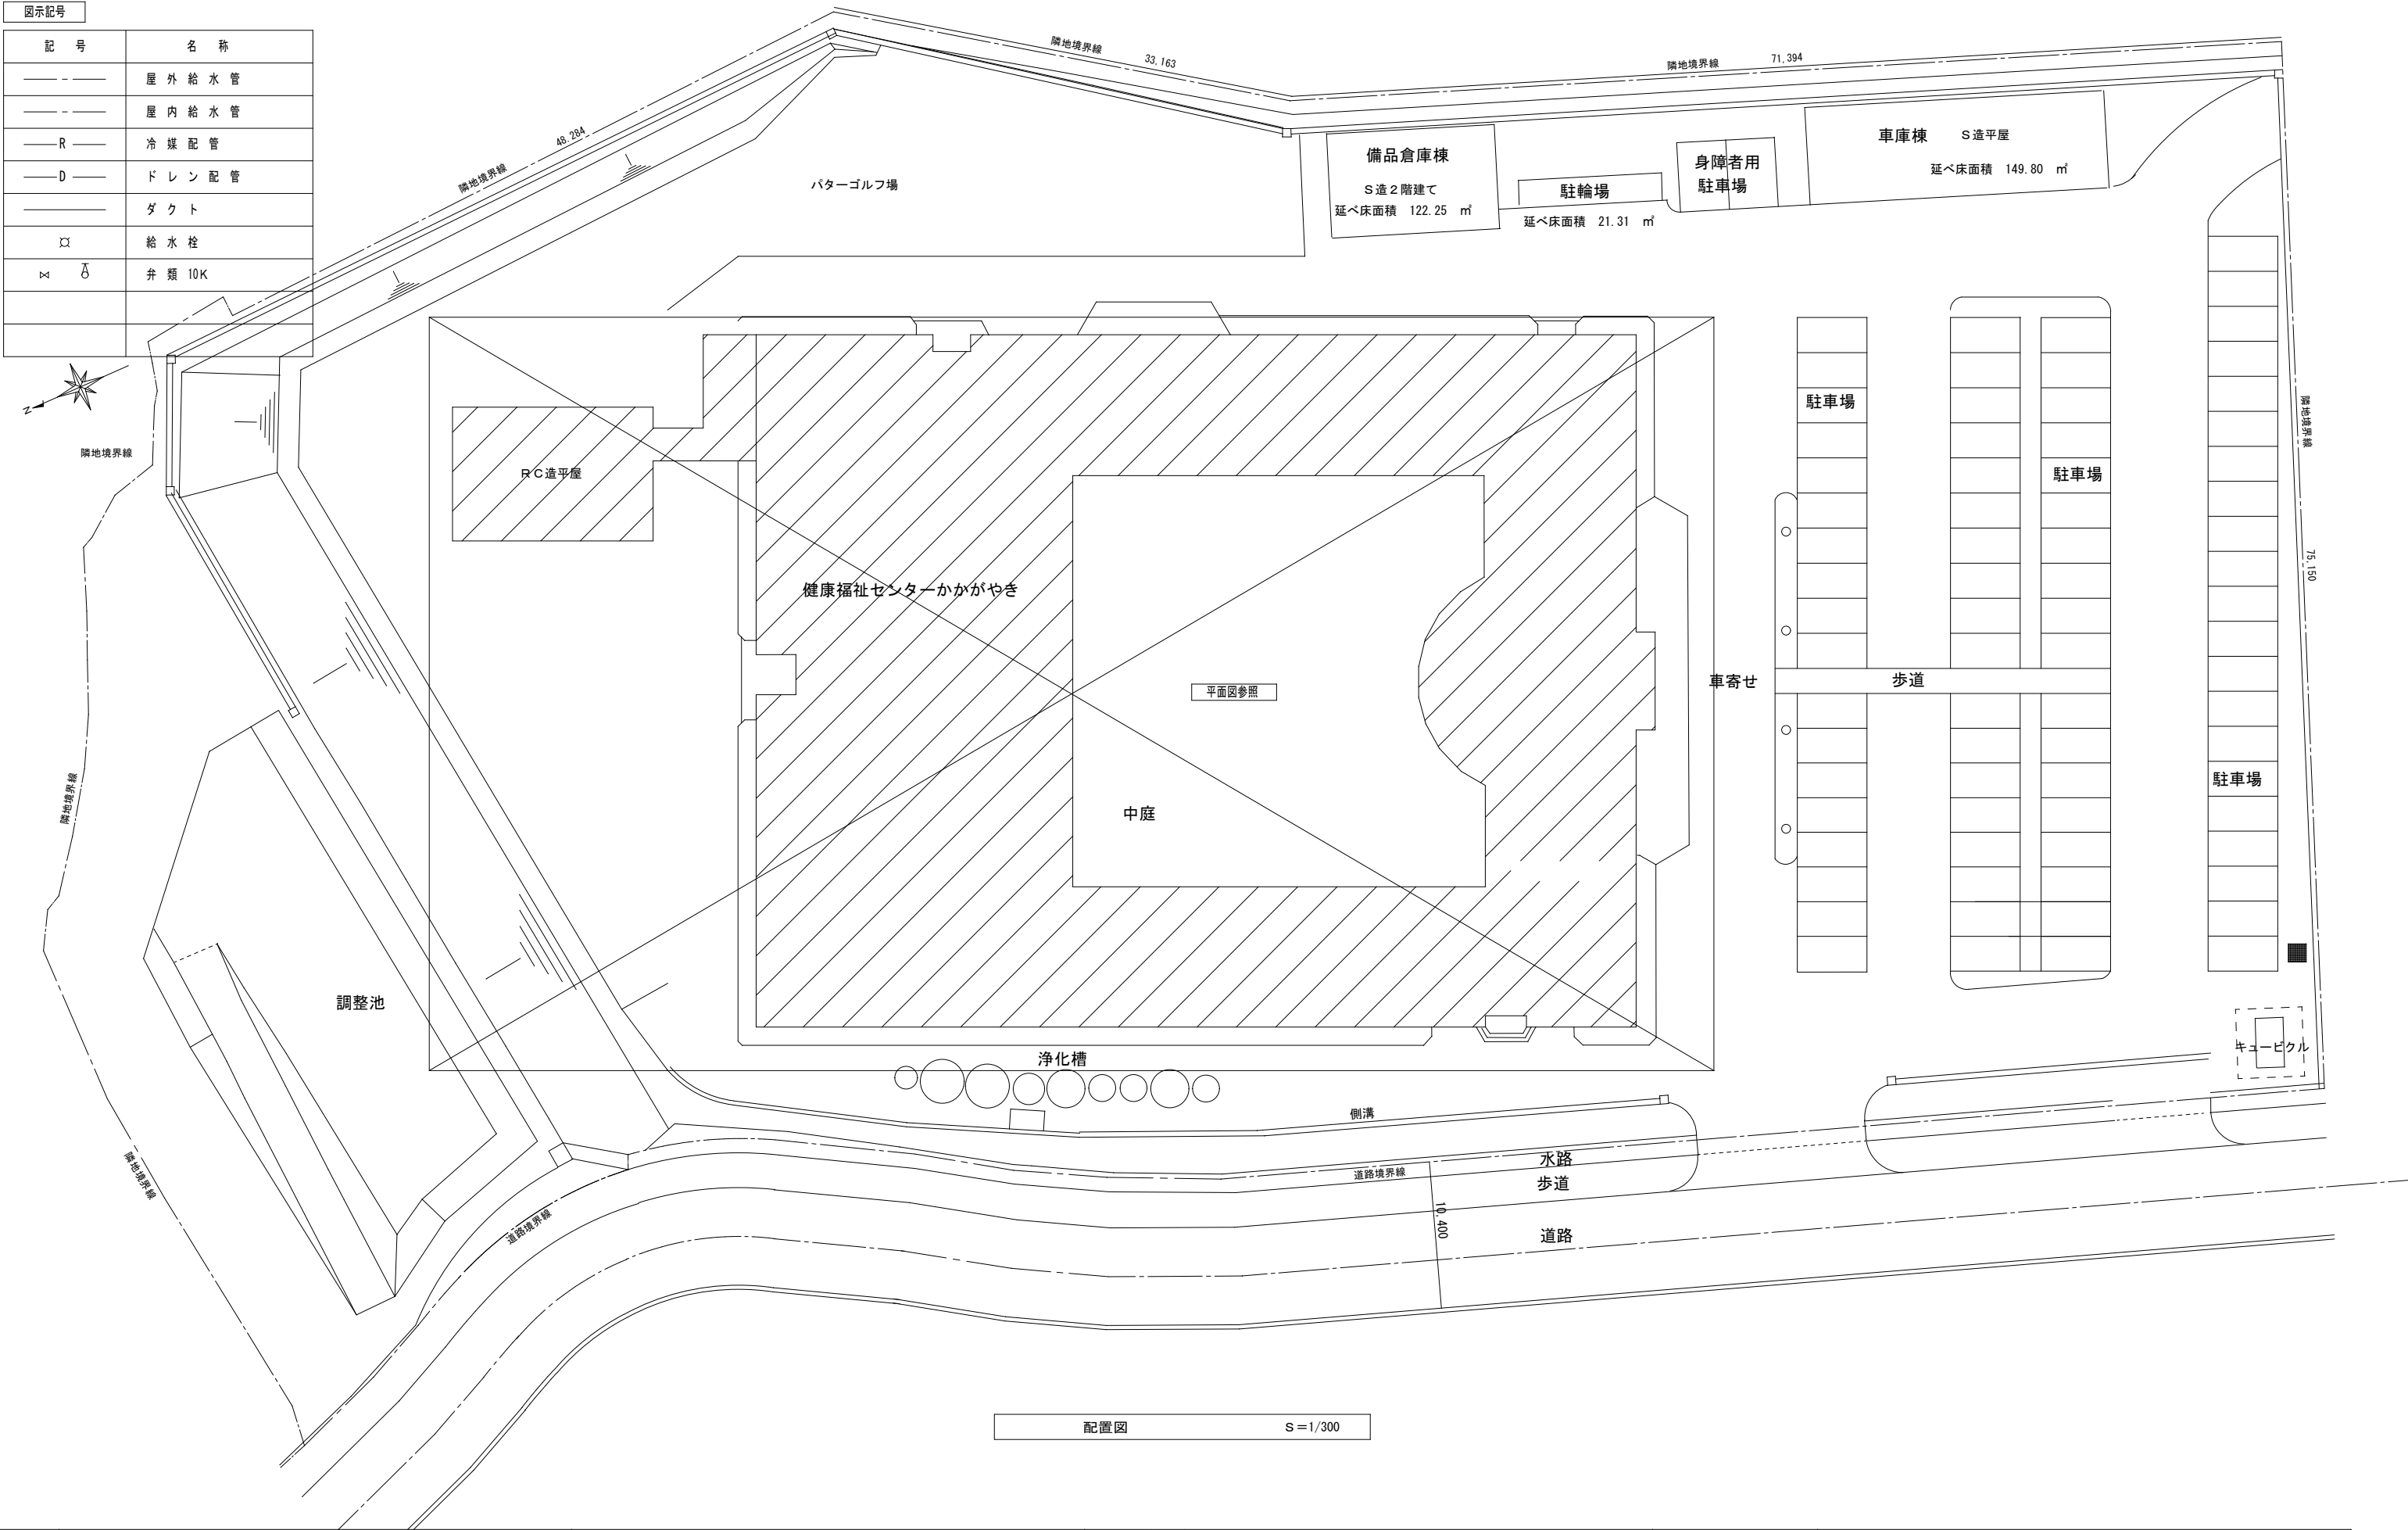 図示記号
記 号 名 称
屋 外 給 水 管
屋 内 給 水 管
R 冷 媒 配 管
D ド レ ン 配 管
ダ ク ト
給 水 栓
弁 類 10K
N
隣地境界線
48,284
隣地境界線
33,163
隣地境界線
71,394
パターゴルフ場
備品倉庫棟
S造2階建て
延べ床面積 122.25 ㎡
駐輪場
延べ床面積 21.31 ㎡
身障者用
駐車場
車庫棟 S造平屋
延べ床面積 149.80 ㎡
隣地境界線
駐車場
隣地境界線
駐車場
RC造平屋
75,150
健康福祉センターかかがやき
車寄せ
歩道
平面図参照
隣地境界線
駐車場
中庭
調整池
キュービクル
浄化槽
側溝
隣地境界線
水路
道路境界線
歩道
道路境界線
10,400
道路
配置図 S=1/300